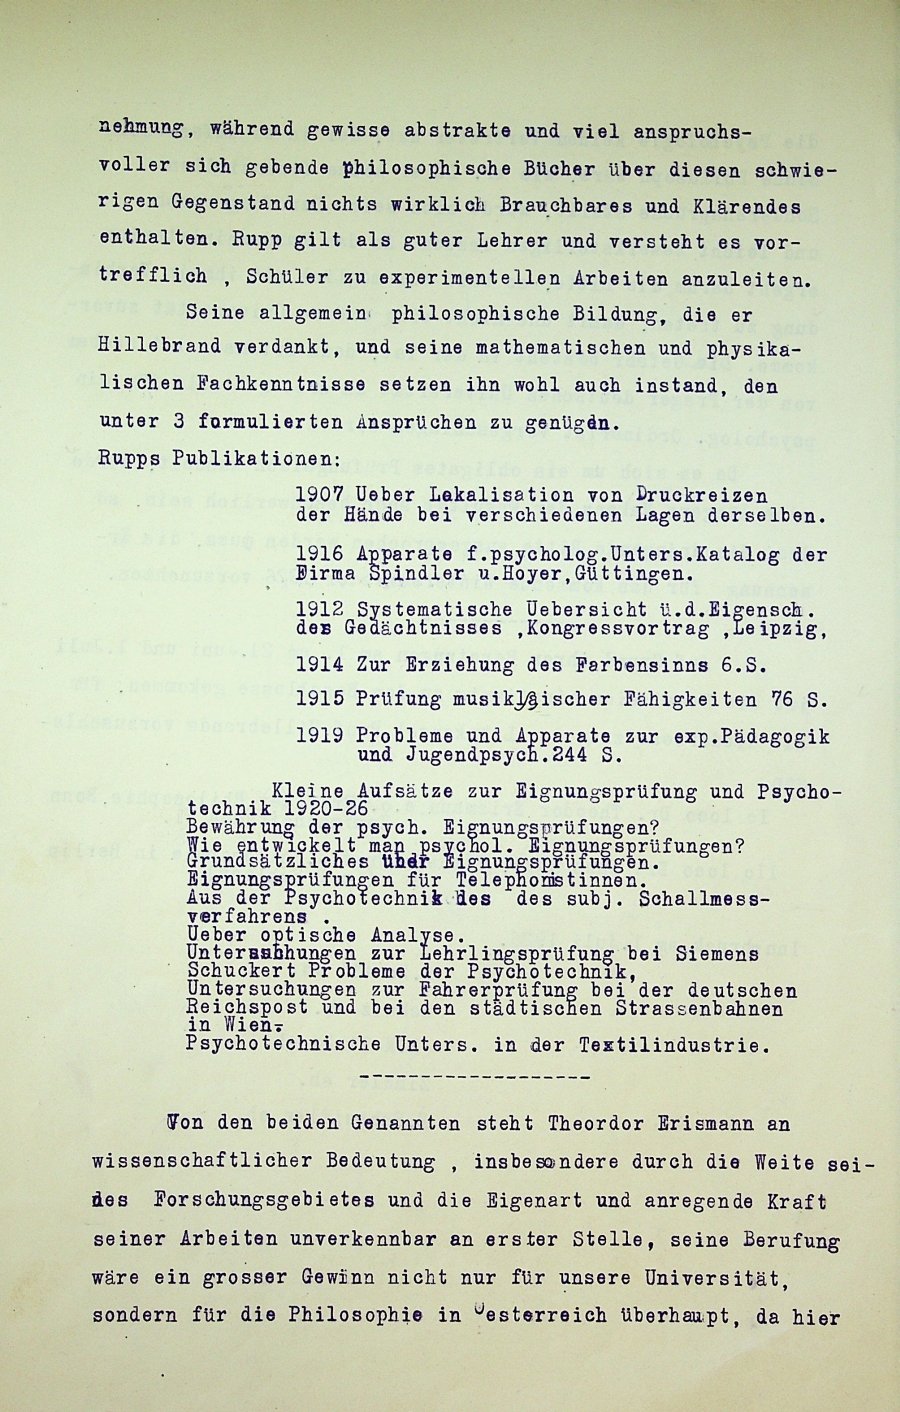 nehmung, während gewisse abstrakte und viel anspruchs-
voller sich gebende philosophische Bücher über diesen schwie-
rigen Gegenstand nichts wirklich Brauchbares und Klärendes
enthalten. Rupp gilt als guter Lehrer und versteht es vor-
trefflich , Schüler zu experimentellen Arbeiten anzuleiten.
Seine allgemein philosophische Bildung, die er
Hillebrand verdankt, und seine mathematischen und physika-
lischen Fachkenntnisse setzen ihn wohl auch instand, den
unter 3 formulierten Ansprüchen zu genügen.
Rupps Publikationen:
1907 Ueber Lokalisation von Druckreizen
der Hände bei verschiedenen Lagen derselben.
1916 Apparate f.psycholog.Unters.Katalog der
Firma Spindler u.Hoyer,Güttingen.
1912 Systematische Uebersicht ü.d.Eigensch.
des Gedächtnisses ,Kongressvortrag ,Leipzig,
1914 Zur Erziehung des Farbensinns 6.S.
1915 Prüfung musikalischer Fähigkeiten 76 S.
1919 Probleme und Apparate zur exp.Pädagogik
und Jugendpsych.244 S.
Kleine Aufsätze zur Eignungsprüfung und Psycho-
technik 1920-26
Bewährung der psych. Eignungsprüfungen?
Wie entwickelt man psychol. Eignungsprüfungen?
Grundsätzliches über Eignungsprüfungen.
Eignungsprüfungen für Telephonistinnen.
Aus der Psychotechnik des des subj. Schallmess-
verfahrens .
Ueber optische Analyse.
Untersuchungen zur Lehrlingsprüfung bei Siemens
Schuckert Probleme der Psychotechnik,
Untersuchungen zur Fahrerprüfung bei der deutschen
Reichspost und bei den städtischen Strassenbahnen
in Wien.
Psychotechnische Unters. in der Textilindustrie.
-------------------
Von den beiden Genannten steht Theordor Erismann an
wissenschaftlicher Bedeutung , insbesondere durch die Weite sei-
des Forschungsgebietes und die Eigenart und anregende Kraft
seiner Arbeiten unverkennbar an erster Stelle, seine Berufung
wäre ein grosser Gewinn nicht nur für unsere Universität,
sondern für die Philosophie in Oesterreich überhaupt, da hier